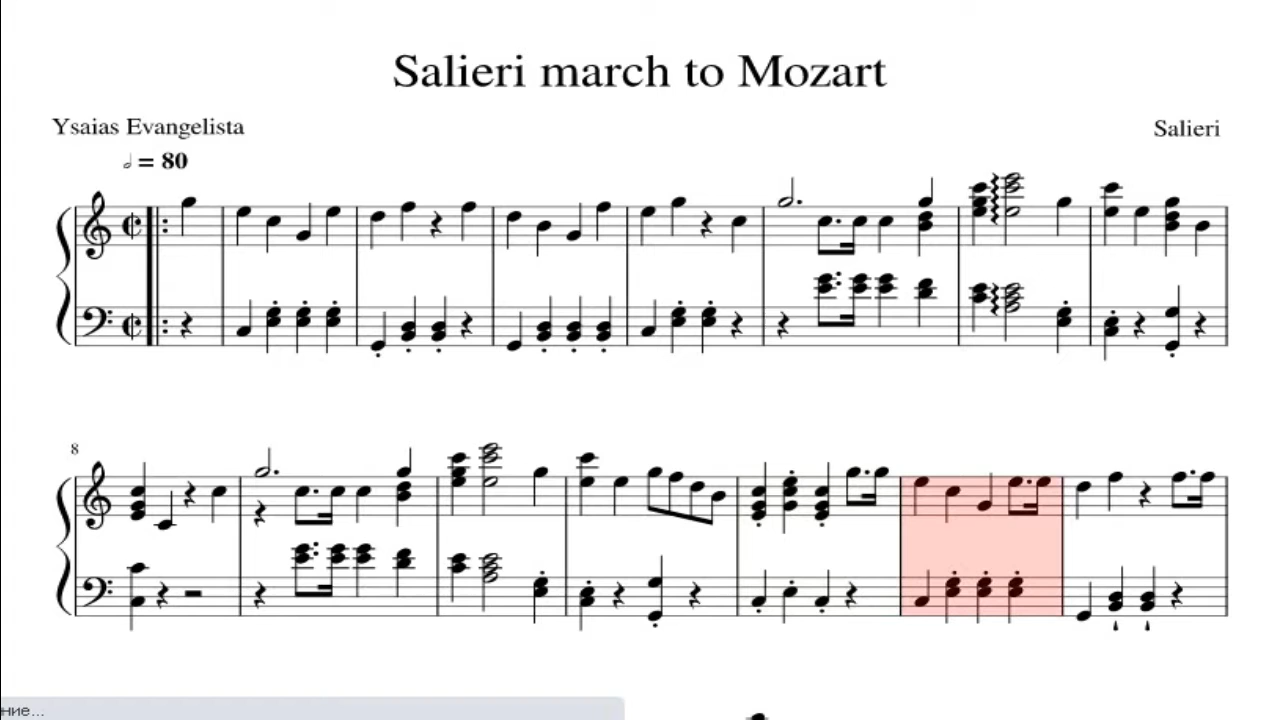 Salieri march to Mozart
Ysaias Evangelista
Salieri
= 80
8
ние...